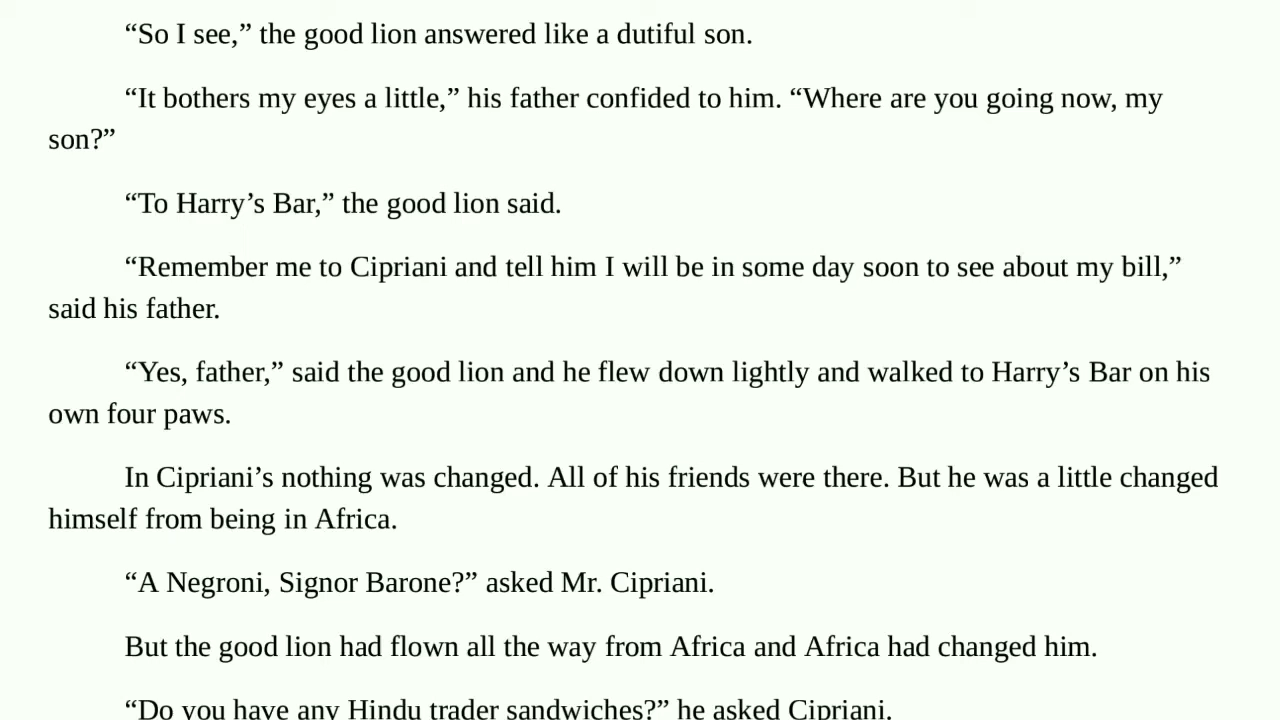 “So I see,” the good lion answered like a dutiful son.
“It bothers my eyes a little,” his father confided to him. “Where are you going now, my
son?”
“To Harry’s Bar,” the good lion said.
“Remember me to Cipriani and tell him I will be in some day soon to see about my bill,”
said his father.
“Yes, father,” said the good lion and he flew down lightly and walked to Harry’s Bar on his
own four paws.
In Cipriani’s nothing was changed. All of his friends were there. But he was a little changed
himself from being in Africa.
“A Negroni, Signor Barone?” asked Mr. Cipriani.
But the good lion had flown all the way from Africa and Africa had changed him.
“Do you have any Hindu trader sandwiches?” he asked Cipriani.